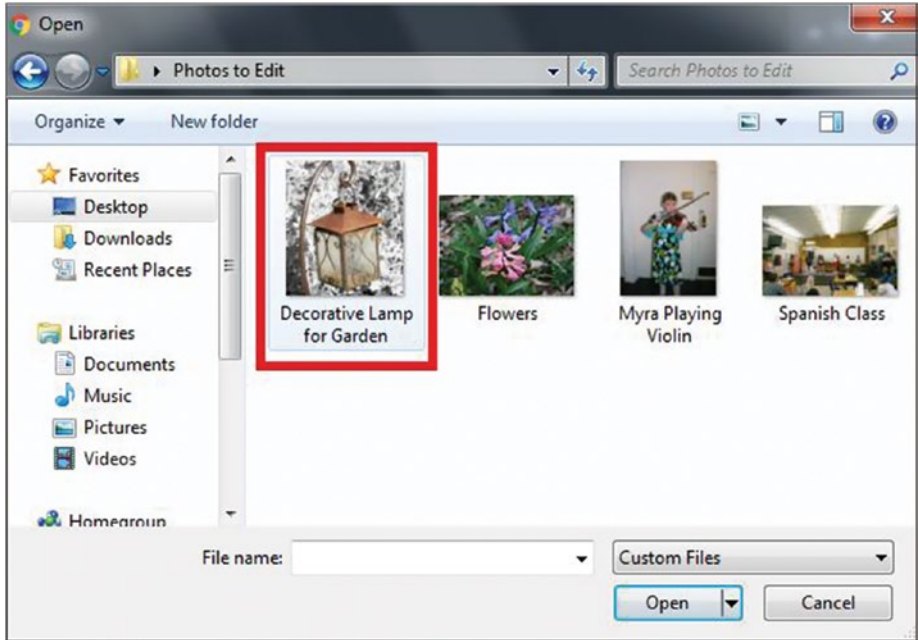 Open
Photos to Edit
Search Photos to Edit
Organize
New folder
Favorites
Desktop
Downloads
Recent Places
Libraries
Documents
Music
Pictures
Videos
Homegroup
Decorative Lamp
for Garden
Flowers
Myra Playing
Violin
Spanish Class
File name:
Custom Files
Open
Cancel